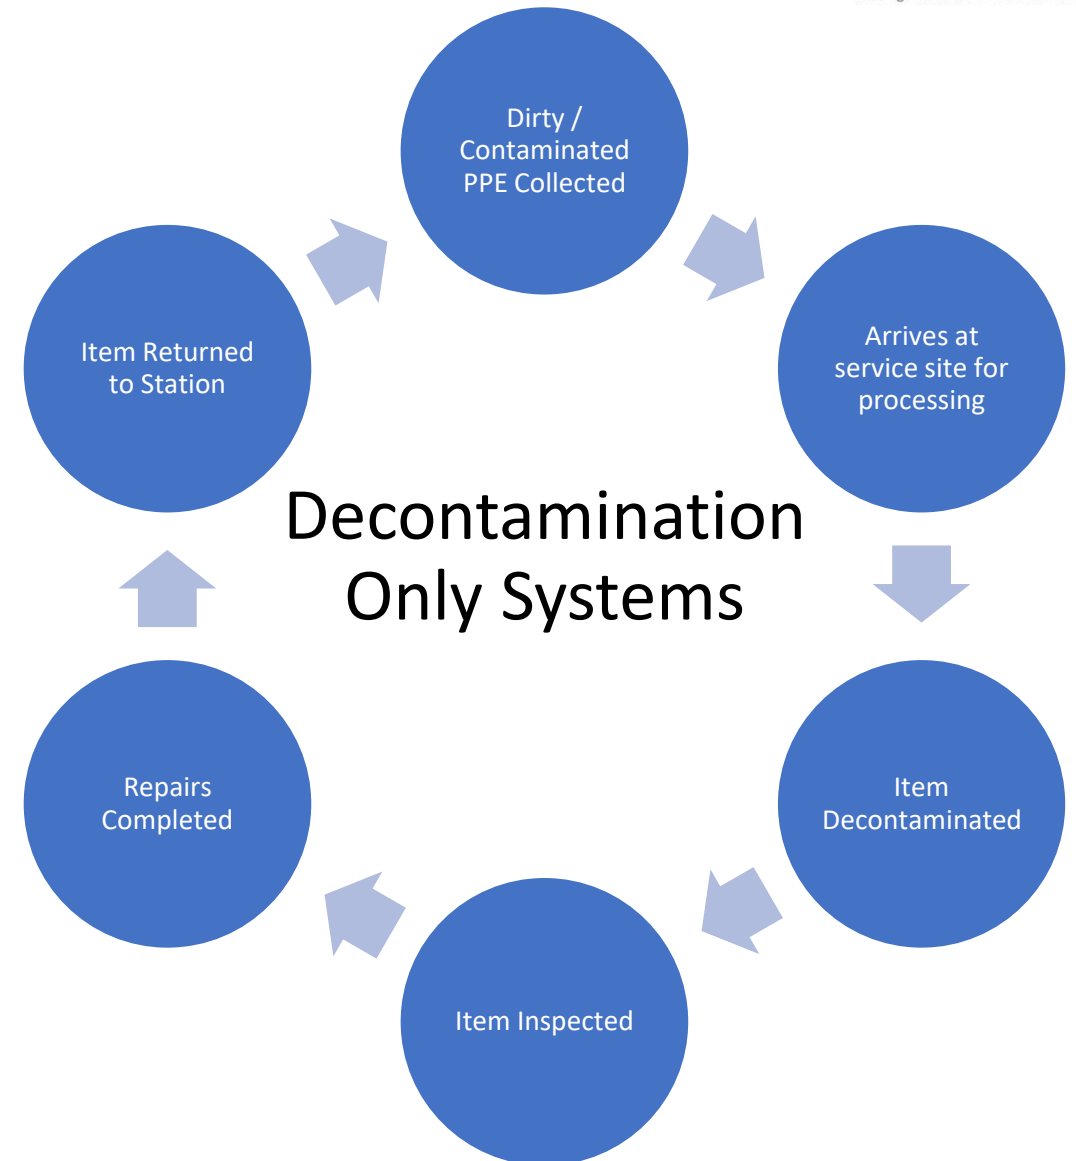 Dirty /
Contaminated
PPE Collected
Arrives at
service site for
processing
Item
Decontaminated
Item Inspected
Repairs
Completed
Item Returned
to Station
Decontamination
Only Systems